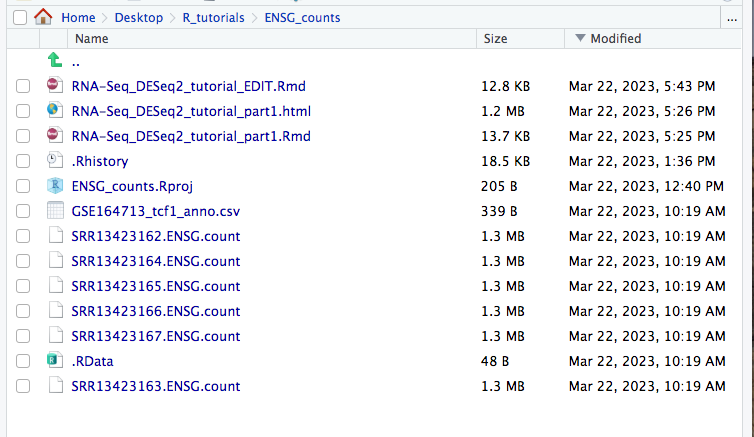 Home Desktop R_tutorials ENSG_counts ...
Name Size Modified
..
RNA-Seq_DESeq2_tutorial_EDIT.Rmd 12.8 KB Mar 22, 2023, 5:43 PM
RNA-Seq_DESeq2_tutorial_part1.html 1.2 MB Mar 22, 2023, 5:26 PM
RNA-Seq_DESeq2_tutorial_part1.Rmd 13.7 KB Mar 22, 2023, 5:25 PM
.Rhistory 18.5 KB Mar 22, 2023, 1:36 PM
ENSG_counts.Rproj 205 B Mar 22, 2023, 12:40 PM
GSE164713_tcf1_anno.csv 339 B Mar 22, 2023, 10:19 AM
SRR13423162.ENSG.count 1.3 MB Mar 22, 2023, 10:19 AM
SRR13423164.ENSG.count 1.3 MB Mar 22, 2023, 10:19 AM
SRR13423165.ENSG.count 1.3 MB Mar 22, 2023, 10:19 AM
SRR13423166.ENSG.count 1.3 MB Mar 22, 2023, 10:19 AM
SRR13423167.ENSG.count 1.3 MB Mar 22, 2023, 10:19 AM
.RData 48 B Mar 22, 2023, 10:19 AM
SRR13423163.ENSG.count 1.3 MB Mar 22, 2023, 10:19 AM